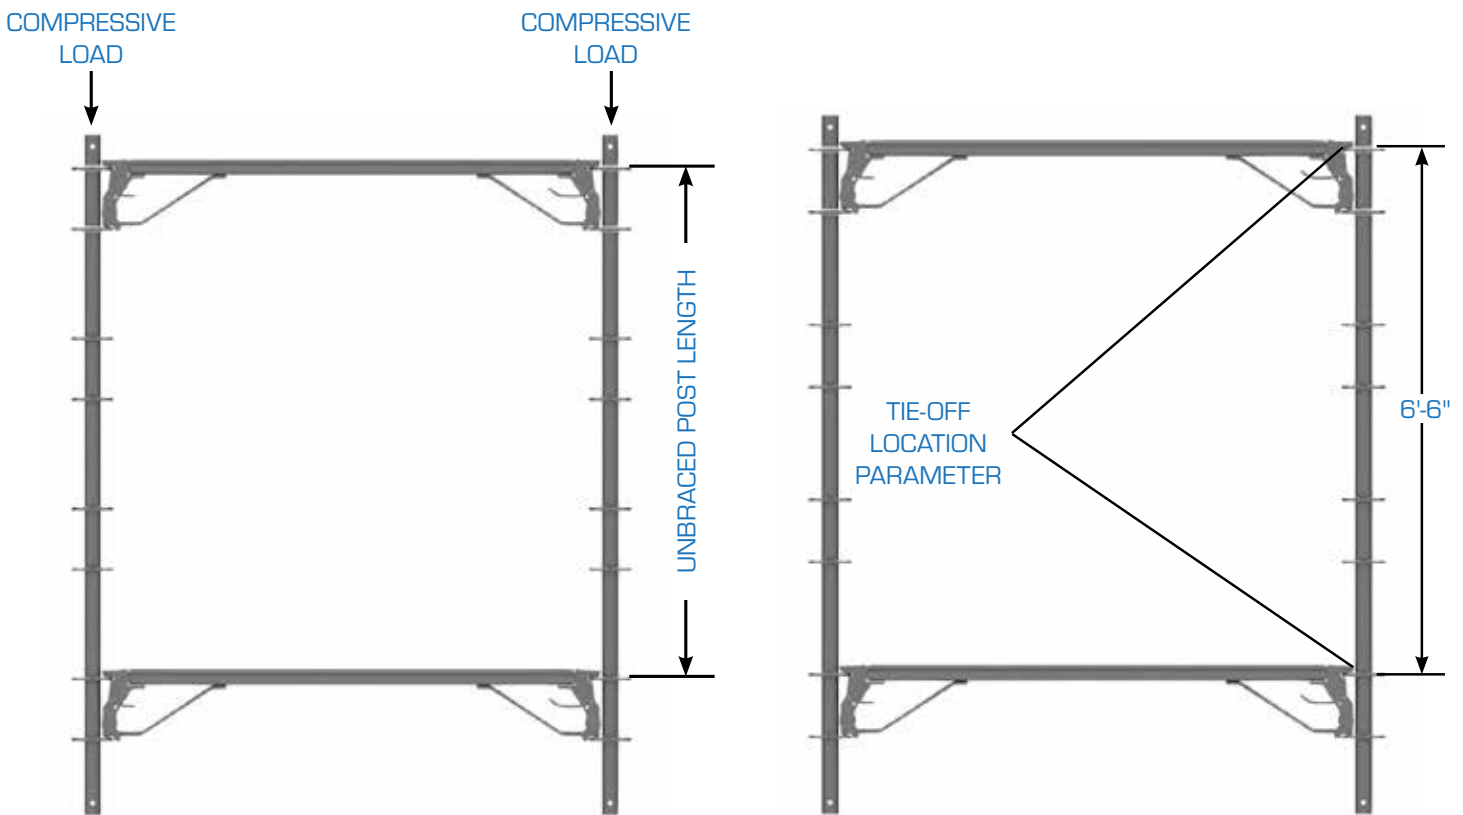 COMPRESSIVE
LOAD
COMPRESSIVE
LOAD
UNBRACED POST LENGTH
TIE-OFF
LOCATION
PARAMETER
6'-6"